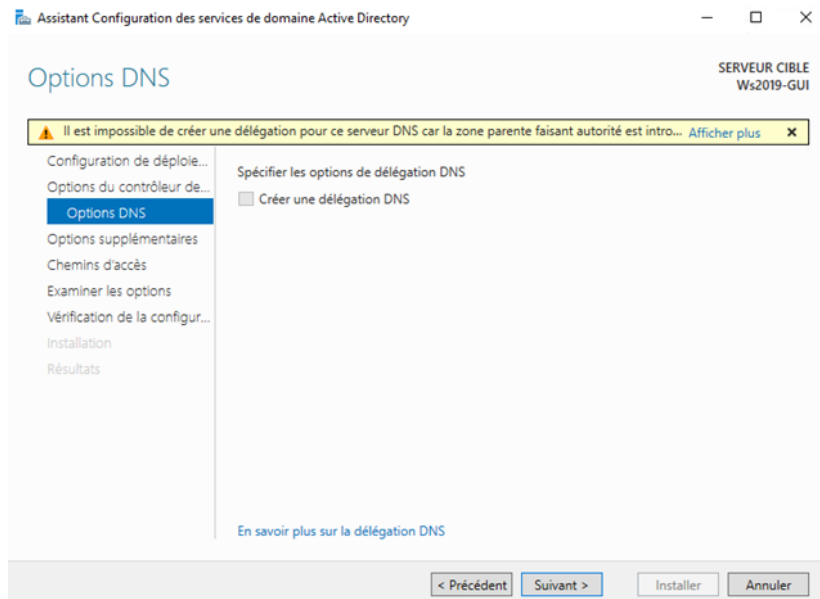 Assistant Configuration des services de domaine Active Directory
Options DNS
SERVEUR CIBLE
Ws2019-GUI
Il est impossible de créer une délégation pour ce serveur DNS car la zone parente faisant autorité est intro... Afficher plus
Configuration de déploie...
Options du contrôleur de...
Options DNS
Options supplémentaires
Chemins d'accès
Examiner les options
Vérification de la configur...
Installation
Résultats
Spécifier les options de délégation DNS
Créer une délégation DNS
En savoir plus sur la délégation DNS
< Précédent
Suivant >
Installer
Annuler